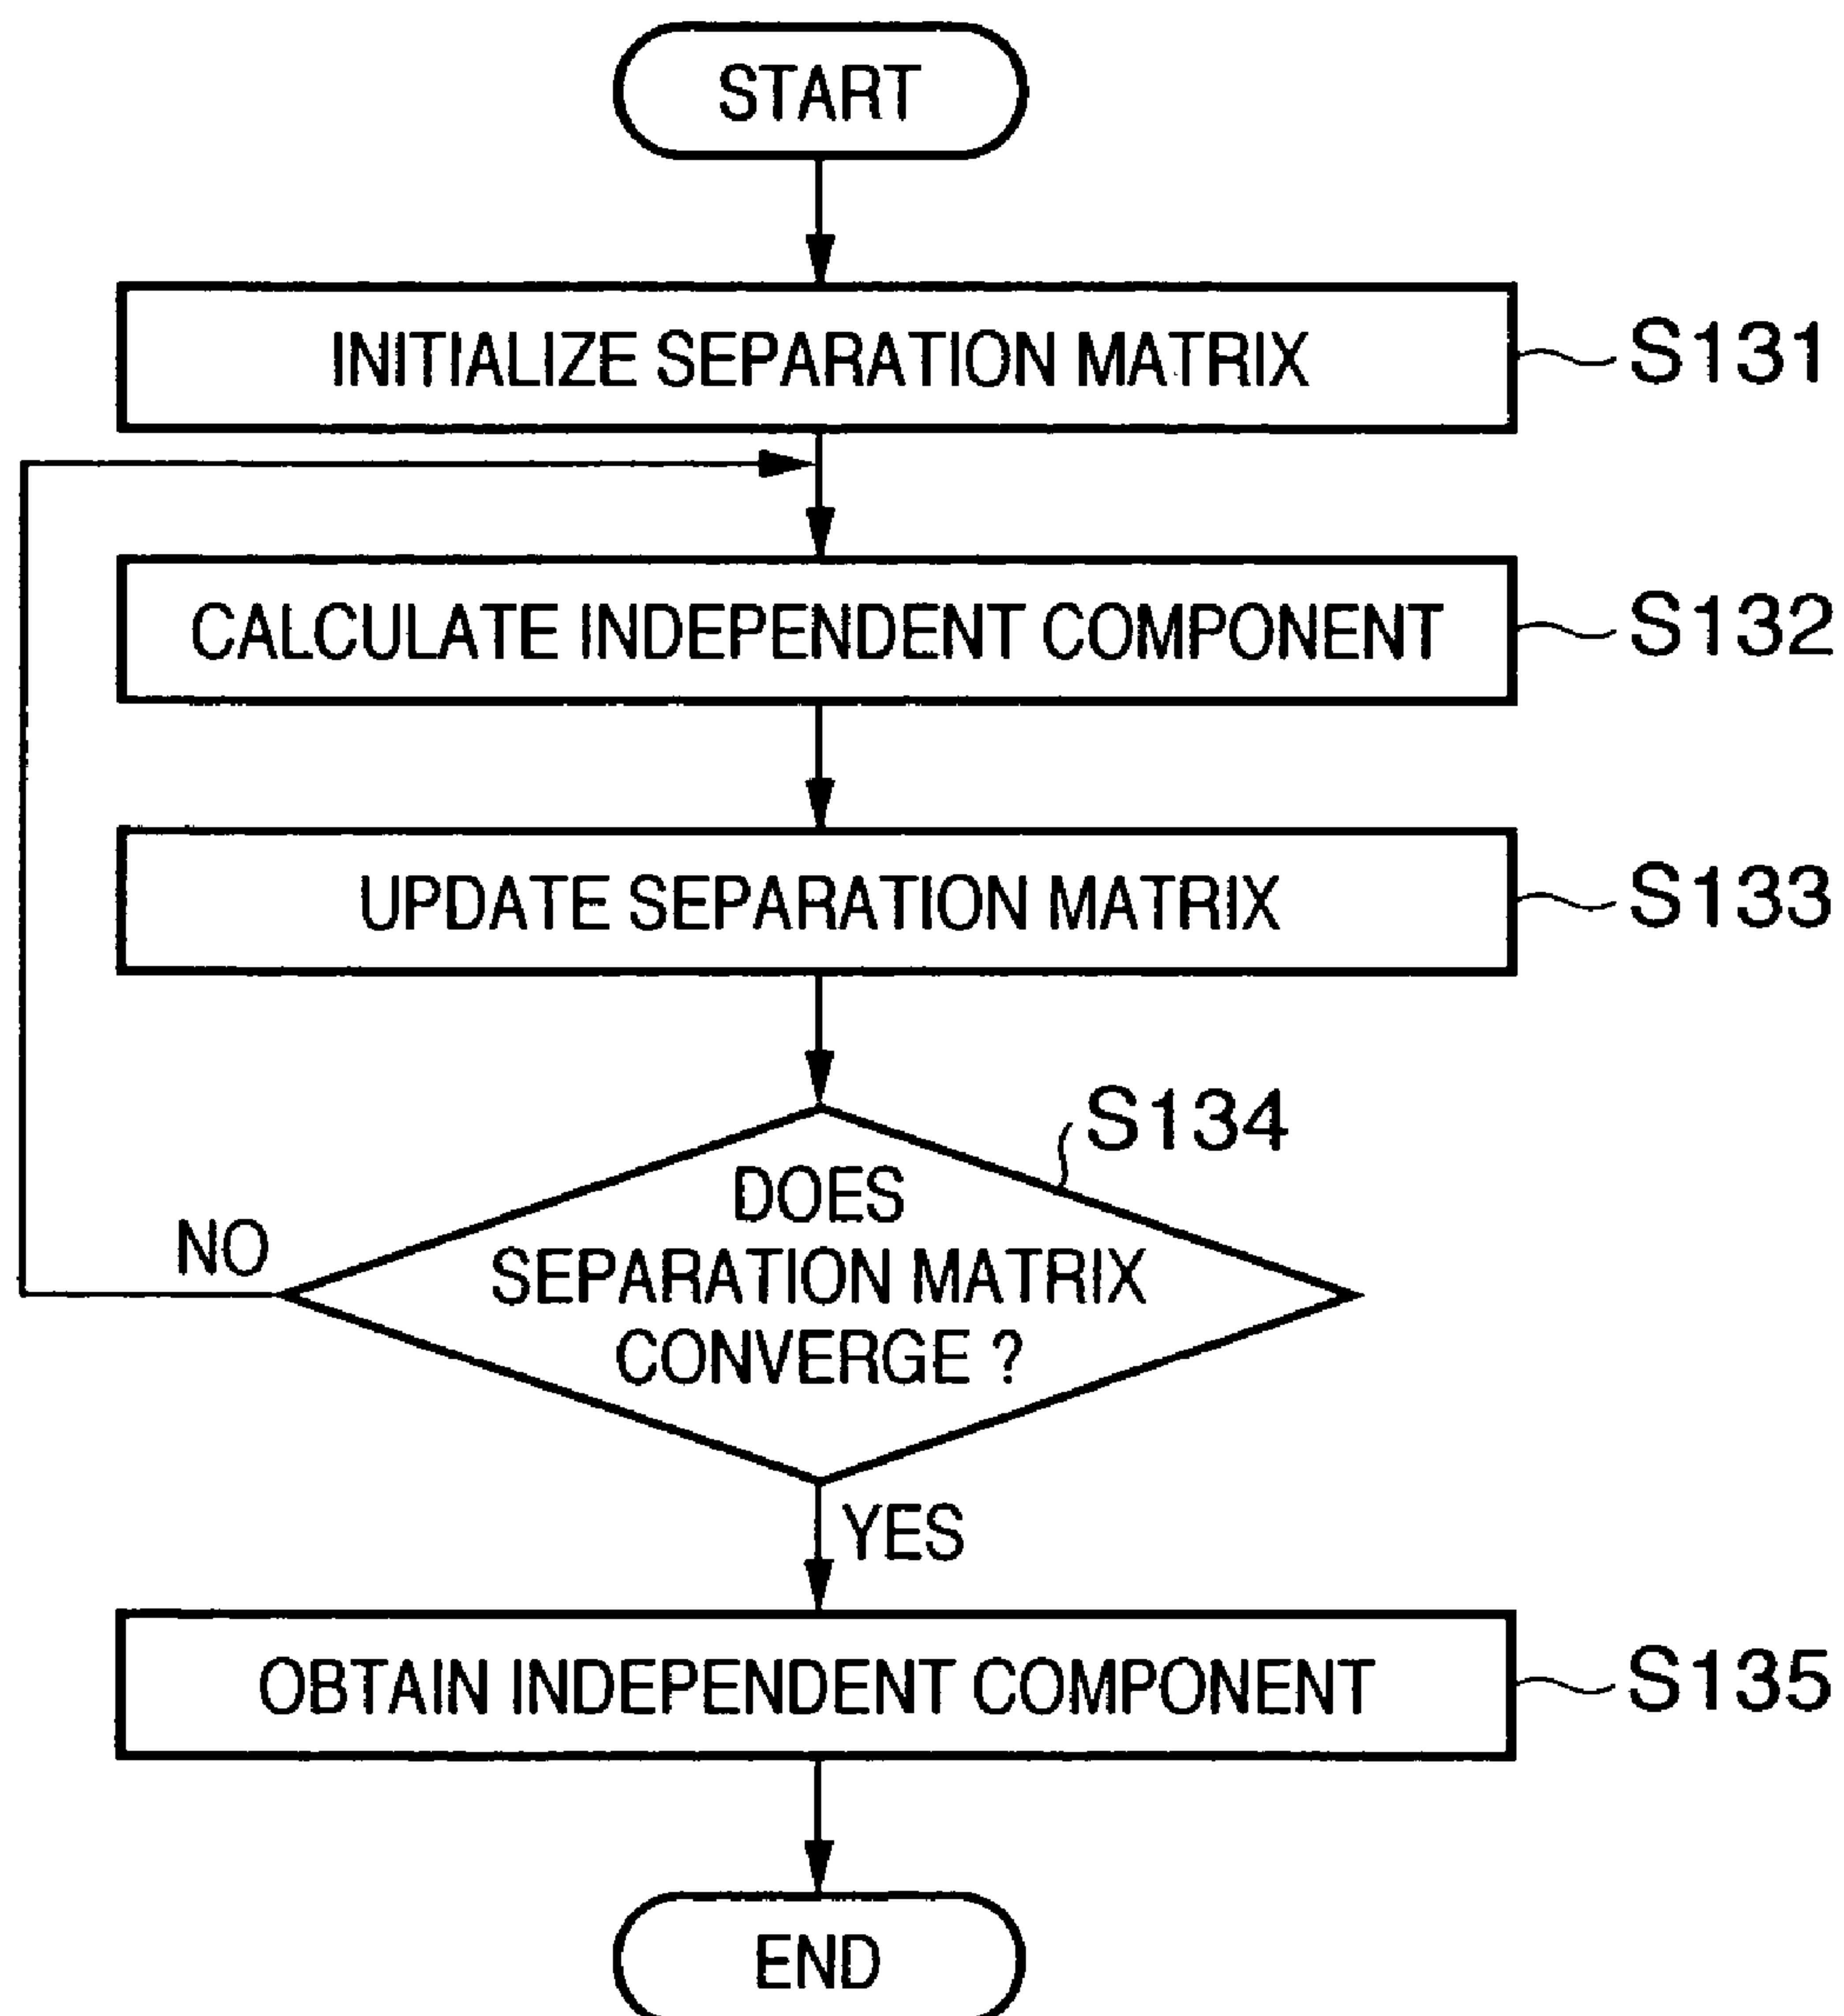 START
INITIALIZE SEPARATION MATRIX
S131
CALCULATE INDEPENDENT COMPONENT
S132
UPDATE SEPARATION MATRIX
S133
S134
DOES
SEPARATION MATRIX
CONVERGE ?
NO
YES
OBTAIN INDEPENDENT COMPONENT
S135
END